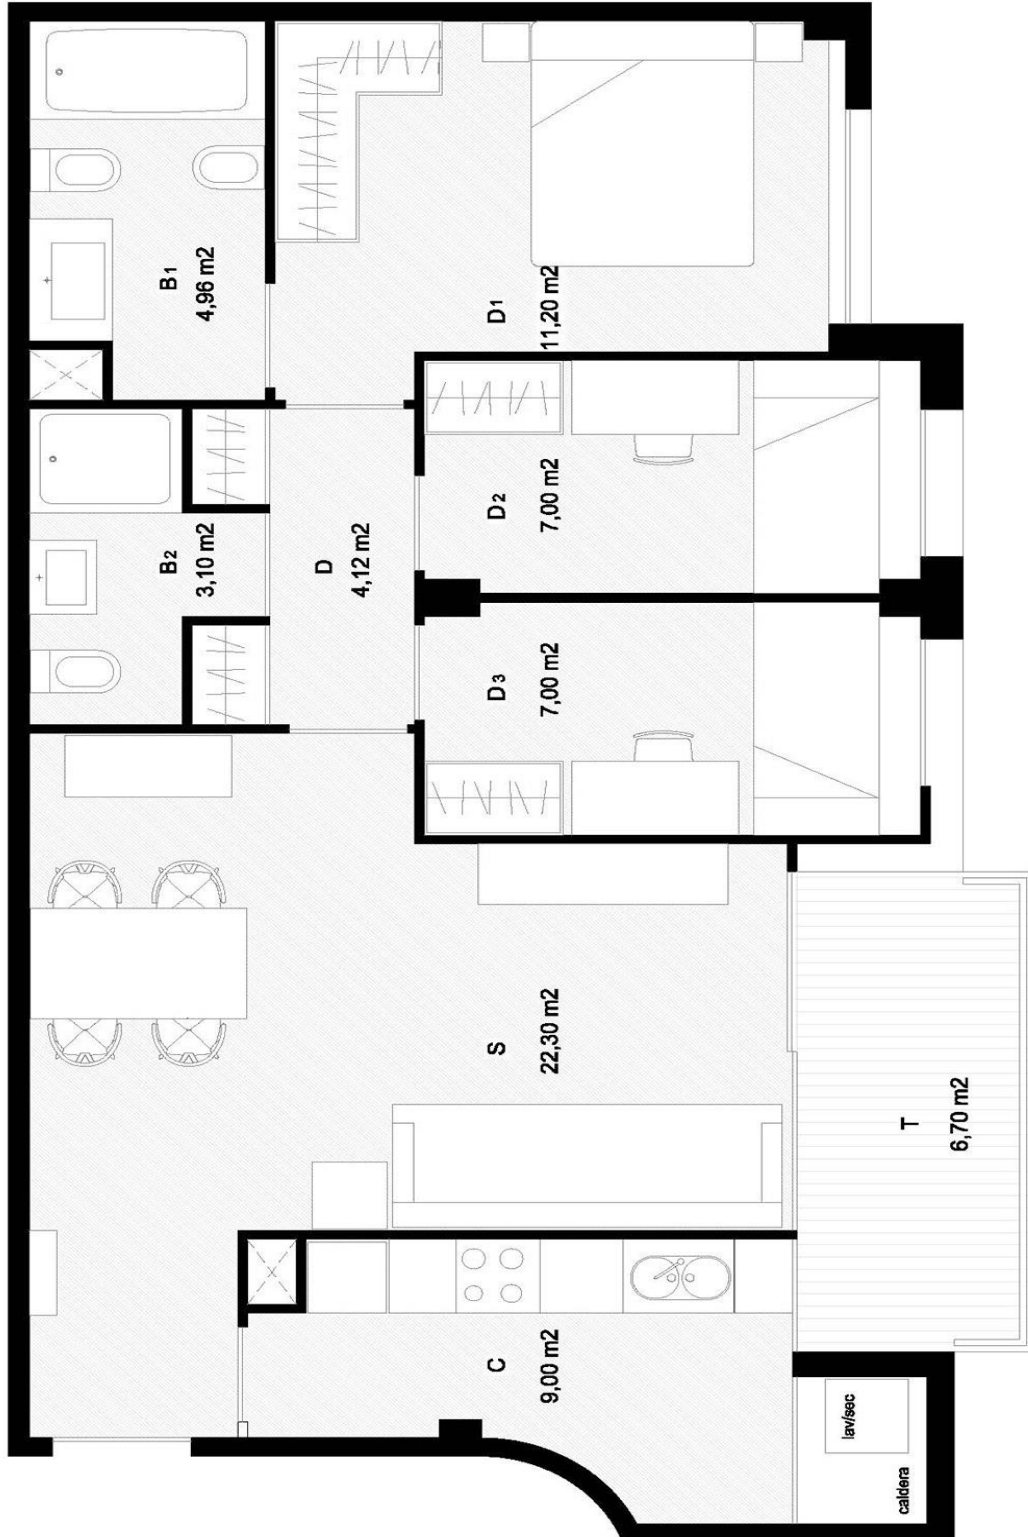 B1
4,96 m2
D1
11,20 m2
B2
3,10 m2
D
4,12 m2
D2
7,00 m2
D3
7,00 m2
S
22,30 m2
T
6,70 m2
C
9,00 m2
lav/sec
caldera